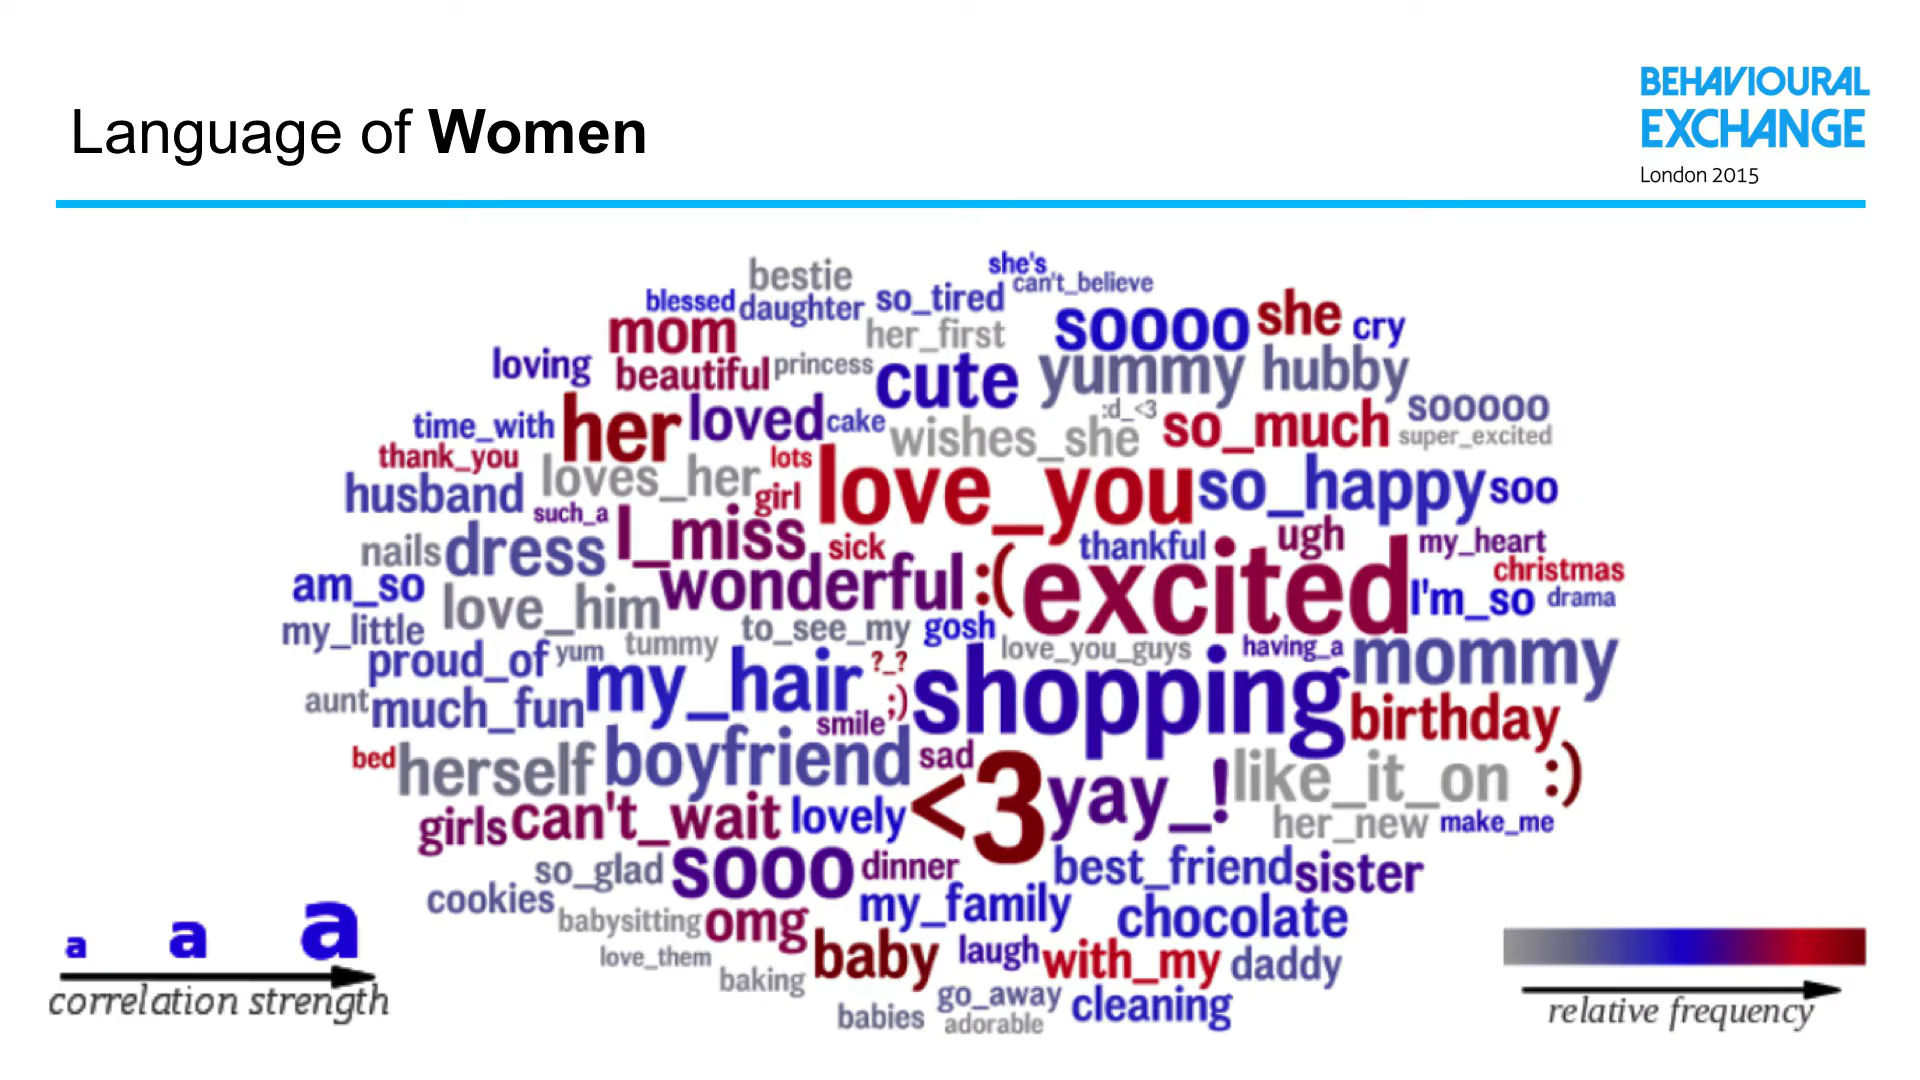 BEHAVIOURAL
EXCHANGE
London 2015
Language of Women
she's
bestie can't_believe
blessed daughter so_tired
mom her_first soooo she cry
loving beautiful princess cute yummy hubby
time_with her loved cake :d_<3 so_much sooooo
wishes_she super_excited
thank_you loves_her lots love_you so_happy soo
husband such_a girl
nails dress I_miss sick thankful ugh my_heart
am_so love_him wonderful :( excited I'm_so christmas drama
my_little tummy to_see_my gosh love_you_guys having_a
proud_of yum my_hair ?_? shopping mommy
aunt much_fun smile ;) birthday
bed herself boyfriend sad <3 yay_! like_it_on :)
girls can't_wait lovely her_new make_me
so_glad sooo dinner best_friend sister
cookies babysitting omg my_family chocolate
love_them baby laugh with_my daddy
baking go_away cleaning
babies adorable
a a a
correlation strength
relative frequency